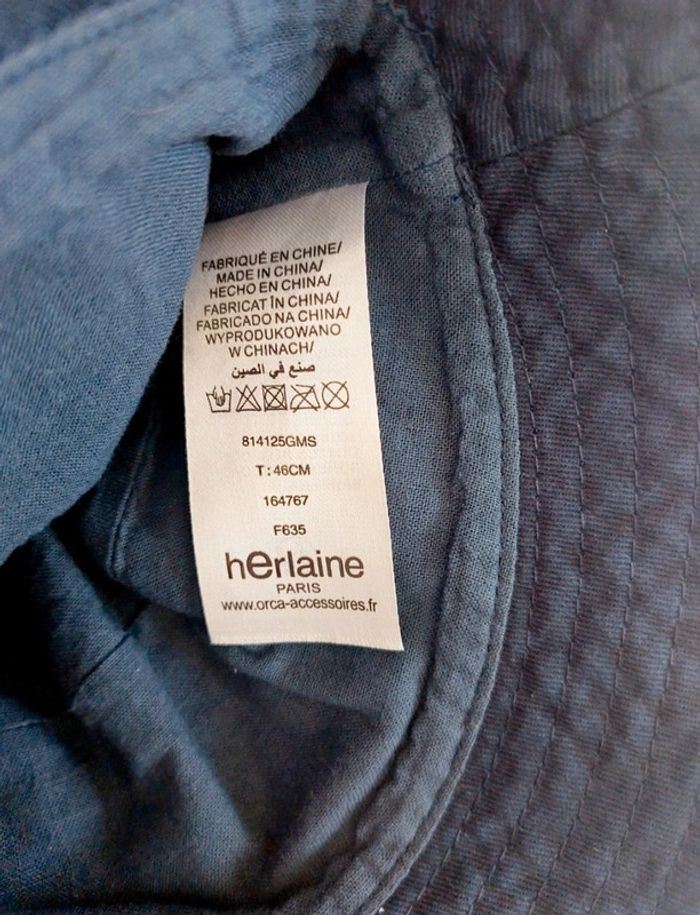 FABRIQUÉ EN CHINE/
MADE IN CHINA/
HECHO EN CHINA/
FABRICAT ÎN CHINA/
FABRICADO NA CHINA/
WYPRODUKOWANO
W CHINACH/
صنع في الصين
814125GMS
T : 46CM
164767
F635
herlaine
PARIS
www.orca-accessoires.fr